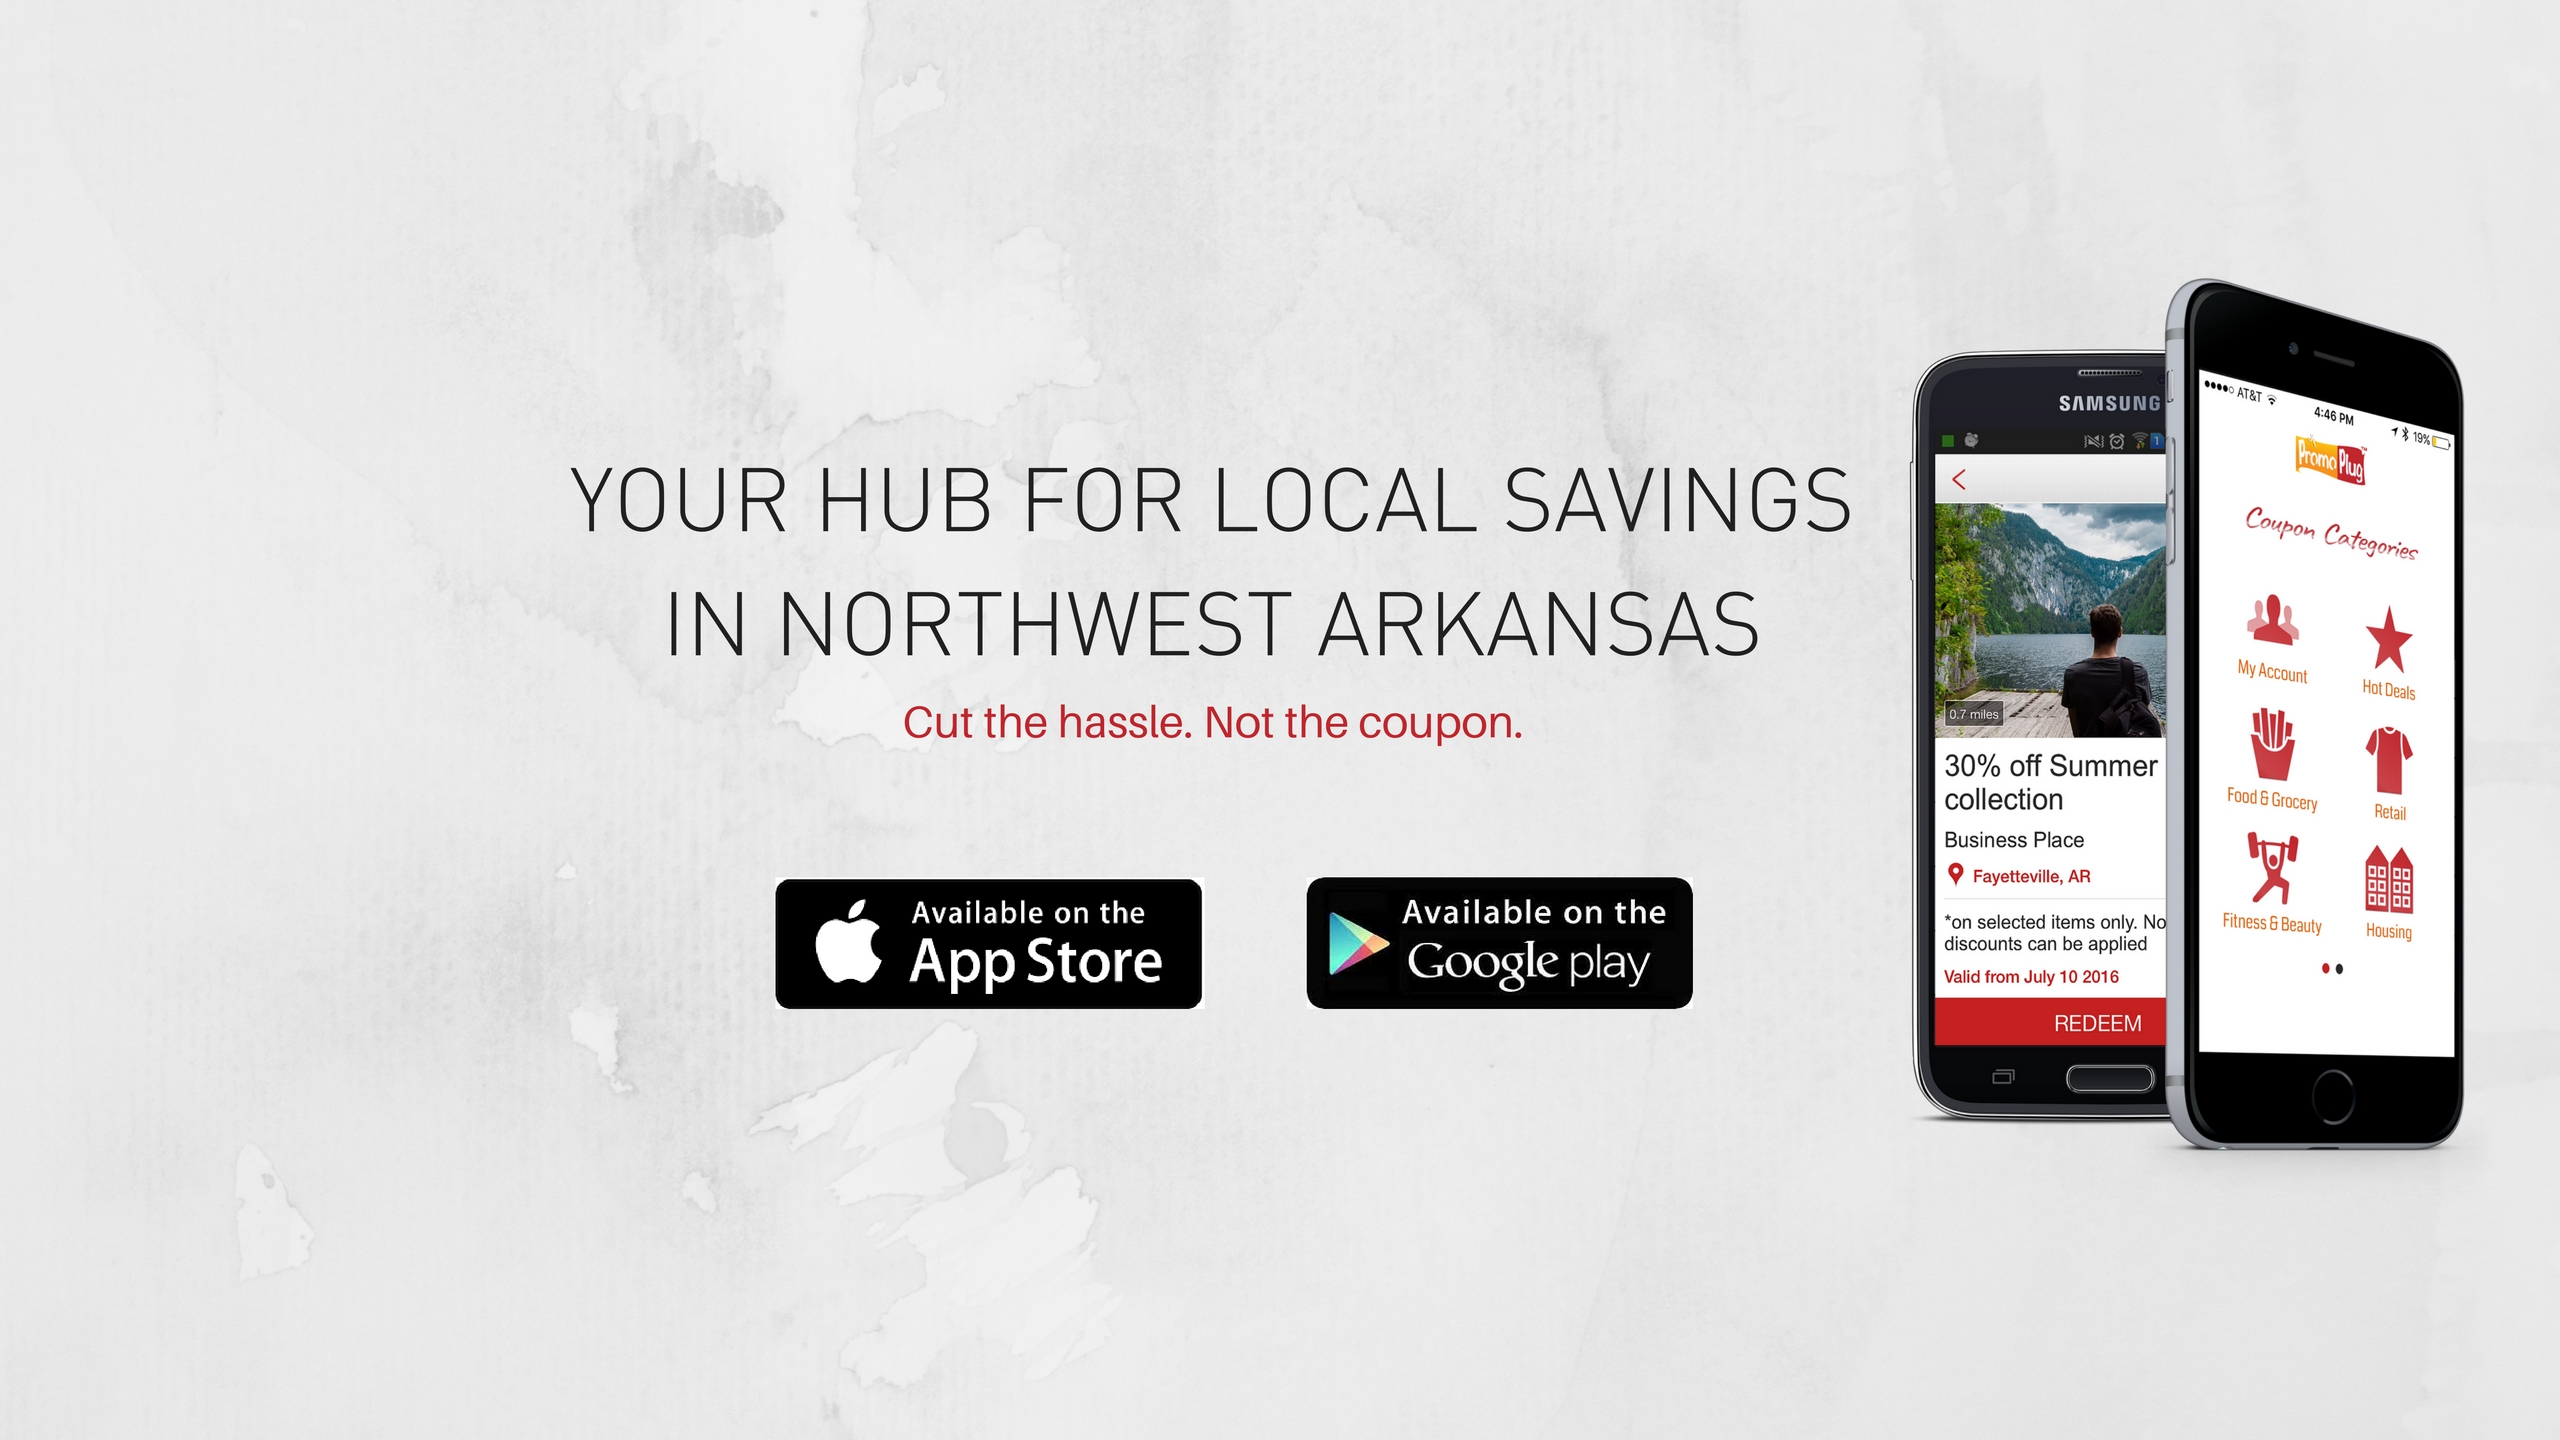 YOUR HUB FOR LOCAL SAVINGS
IN NORTHWEST ARKANSAS
Cut the hassle. Not the coupon.
Available on the
App Store
Available on the
Google play
SAMSUNG
1
0.7 miles
30% off Summer
collection
Business Place
Fayetteville, AR
*on selected items only. No
discounts can be applied
Valid from July 10 2016
REDEEM
AT&T
4:46 PM
19%
Promo Plug
Coupon Categories
My Account
Hot Deals
Food & Grocery
Retail
Fitness & Beauty
Housing